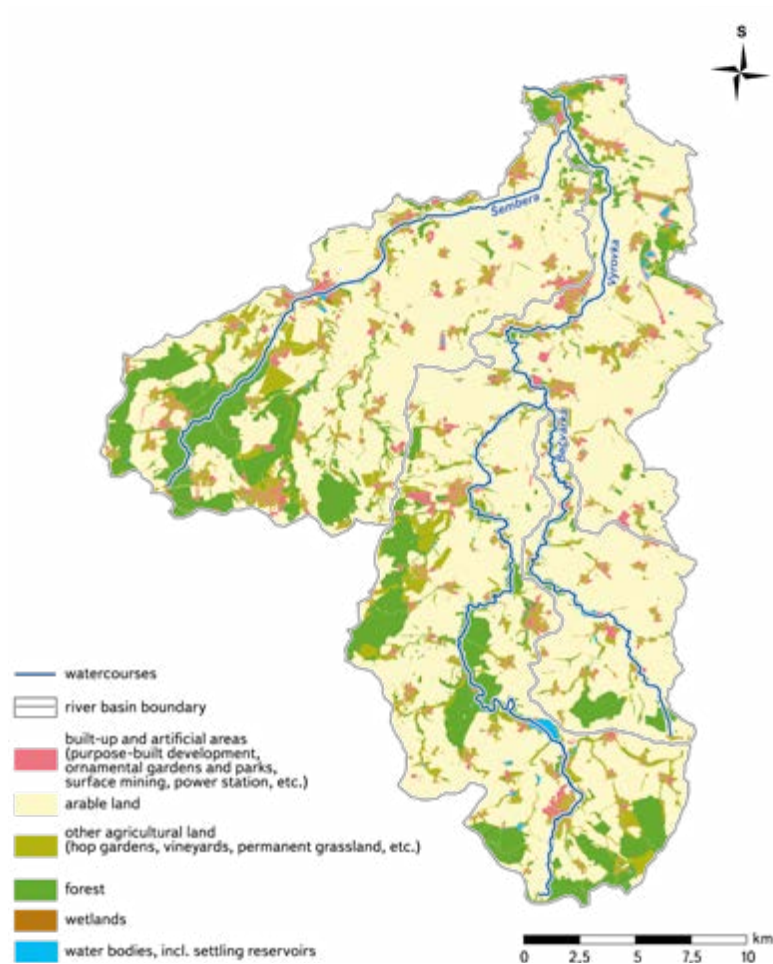 S
Šembera
Výrovka
Bečvárka
watercourses
river basin boundary
built-up and artificial areas
(purpose-built development,
ornamental gardens and parks,
surface mining, power station, etc.)
arable land
other agricultural land
(hop gardens, vineyards, permanent grassland, etc.)
forest
wetlands
water bodies, incl. settling reservoirs
km
0 2,5 5 7,5 10